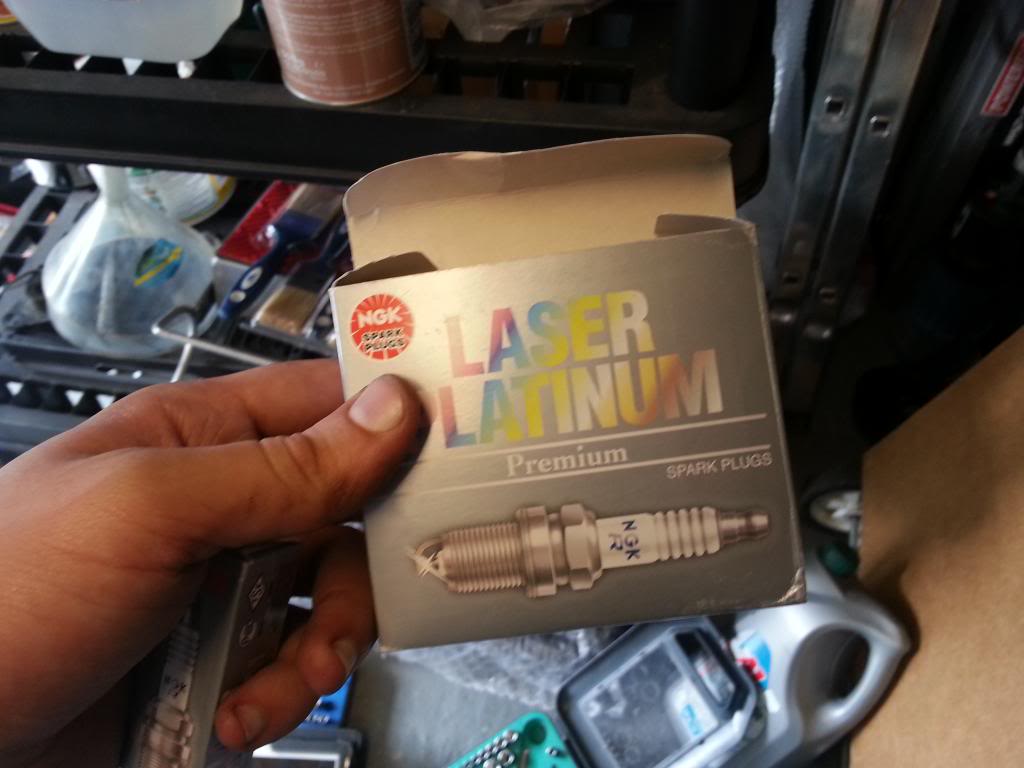 NGK
SPARK
PLUGS
LASER
PLATINUM
Premium
SPARK PLUGS
NGK
R